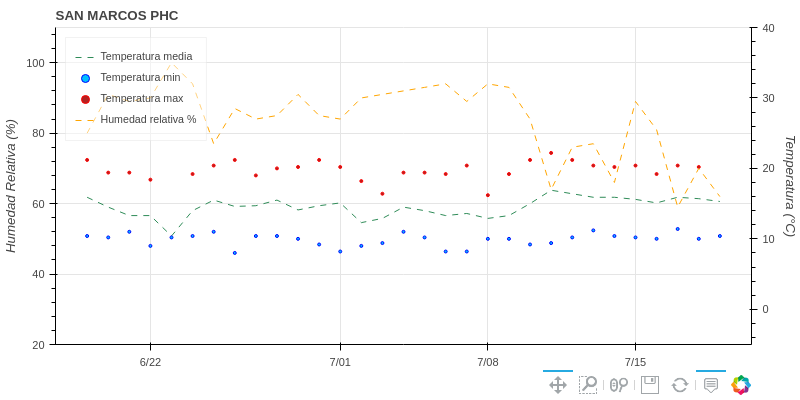 SAN MARCOS PHC
Temperatura media
Temperatura min
Temperatura max
Humedad relativa %
Humedad Relativa (%)
100
80
60
40
20
Temperatura (°C)
40
30
20
10
0
6/22
7/01
7/08
7/15